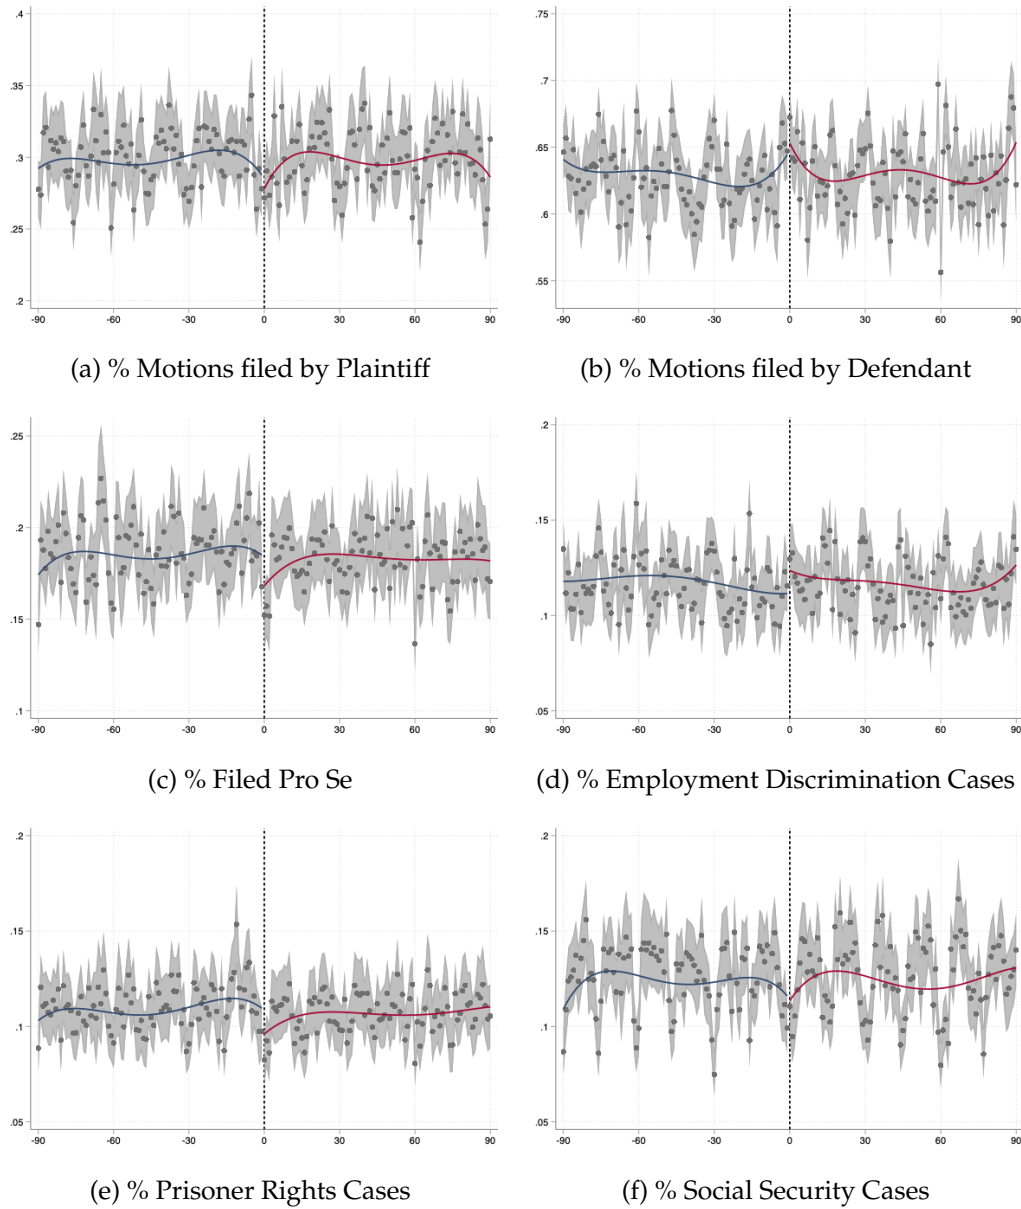 .4
.35
.3
.25
.2
-90 -60 -30 0 30 60 90
(a) % Motions filed by Plaintiff
.75
.7
.65
.6
.55
-90 -60 -30 0 30 60 90
(b) % Motions filed by Defendant
.25
.2
.15
.1
-90 -60 -30 0 30 60 90
(c) % Filed Pro Se
.2
.15
.1
.05
-90 -60 -30 0 30 60 90
(d) % Employment Discrimination Cases
.2
.15
.1
.05
-90 -60 -30 0 30 60 90
(e) % Prisoner Rights Cases
.2
.15
.1
.05
-90 -60 -30 0 30 60 90
(f) % Social Security Cases